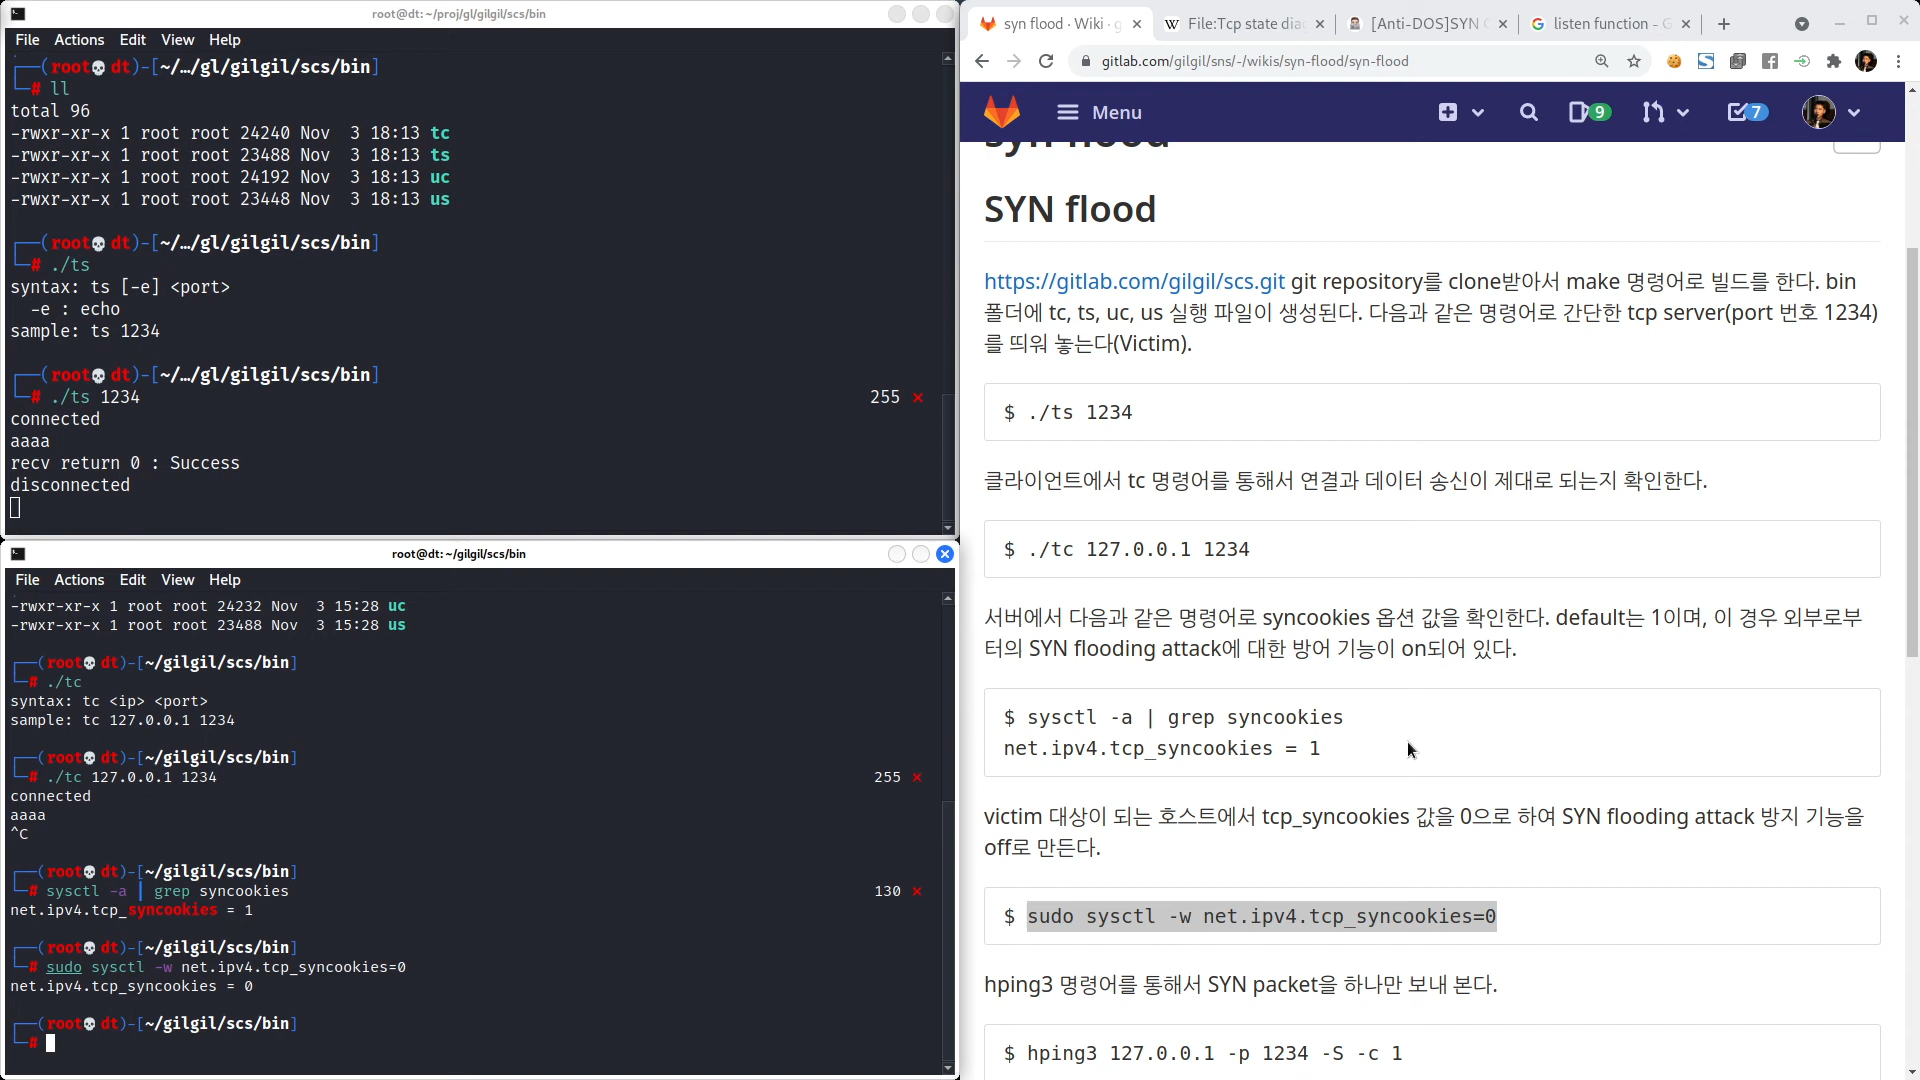 root@dt: ~/proj/gl/gilgil/scs/bin
File Actions Edit View Help
(root💀dt)-[~/…/gl/gilgil/scs/bin]
# ll
total 96
-rwxr-xr-x 1 root root 24240 Nov  3 18:13 tc
-rwxr-xr-x 1 root root 23488 Nov  3 18:13 ts
-rwxr-xr-x 1 root root 24192 Nov  3 18:13 uc
-rwxr-xr-x 1 root root 23448 Nov  3 18:13 us
(root💀dt)-[~/…/gl/gilgil/scs/bin]
# ./ts
syntax: ts [-e] <port>
-e : echo
sample: ts 1234
(root💀dt)-[~/…/gl/gilgil/scs/bin]
# ./ts 1234 255 ⨯
connected
aaaa
recv return 0 : Success
disconnected
root@dt: ~/gilgil/scs/bin
File Actions Edit View Help
-rwxr-xr-x 1 root root 24232 Nov  3 15:28 uc
-rwxr-xr-x 1 root root 23488 Nov  3 15:28 us
(root💀dt)-[~/gilgil/scs/bin]
# ./tc
syntax: tc <ip> <port>
sample: tc 127.0.0.1 1234
(root💀dt)-[~/gilgil/scs/bin]
# ./tc 127.0.0.1 1234 255 ⨯
connected
aaaa
^C
(root💀dt)-[~/gilgil/scs/bin]
# sysctl -a | grep syncookies 130 ⨯
net.ipv4.tcp_syncookies = 1
(root💀dt)-[~/gilgil/scs/bin]
# sudo sysctl -w net.ipv4.tcp_syncookies=0
net.ipv4.tcp_syncookies = 0
(root💀dt)-[~/gilgil/scs/bin]
#
syn flood · Wiki · g
File:Tcp state dia
[Anti-DOS]SYN
listen function - G
gitlab.com/gilgil/sns/-/wikis/syn-flood/syn-flood
Menu 9 7
syn flood
SYN flood
https://gitlab.com/gilgil/scs.git git repository를 clone받아서 make 명령어로 빌드를 한다. bin
폴더에 tc, ts, uc, us 실행 파일이 생성된다. 다음과 같은 명령어로 간단한 tcp server(port 번호 1234)
를 띄워 놓는다(Victim).
$ ./ts 1234
클라이언트에서 tc 명령어를 통해서 연결과 데이터 송신이 제대로 되는지 확인한다.
$ ./tc 127.0.0.1 1234
서버에서 다음과 같은 명령어로 syncookies 옵션 값을 확인한다. default는 1이며, 이 경우 외부로부
터의 SYN flooding attack에 대한 방어 기능이 on되어 있다.
$ sysctl -a | grep syncookies
net.ipv4.tcp_syncookies = 1
victim 대상이 되는 호스트에서 tcp_syncookies 값을 0으로 하여 SYN flooding attack 방지 기능을
off로 만든다.
$ sudo sysctl -w net.ipv4.tcp_syncookies=0
hping3 명령어를 통해서 SYN packet을 하나만 보내 본다.
$ hping3 127.0.0.1 -p 1234 -S -c 1